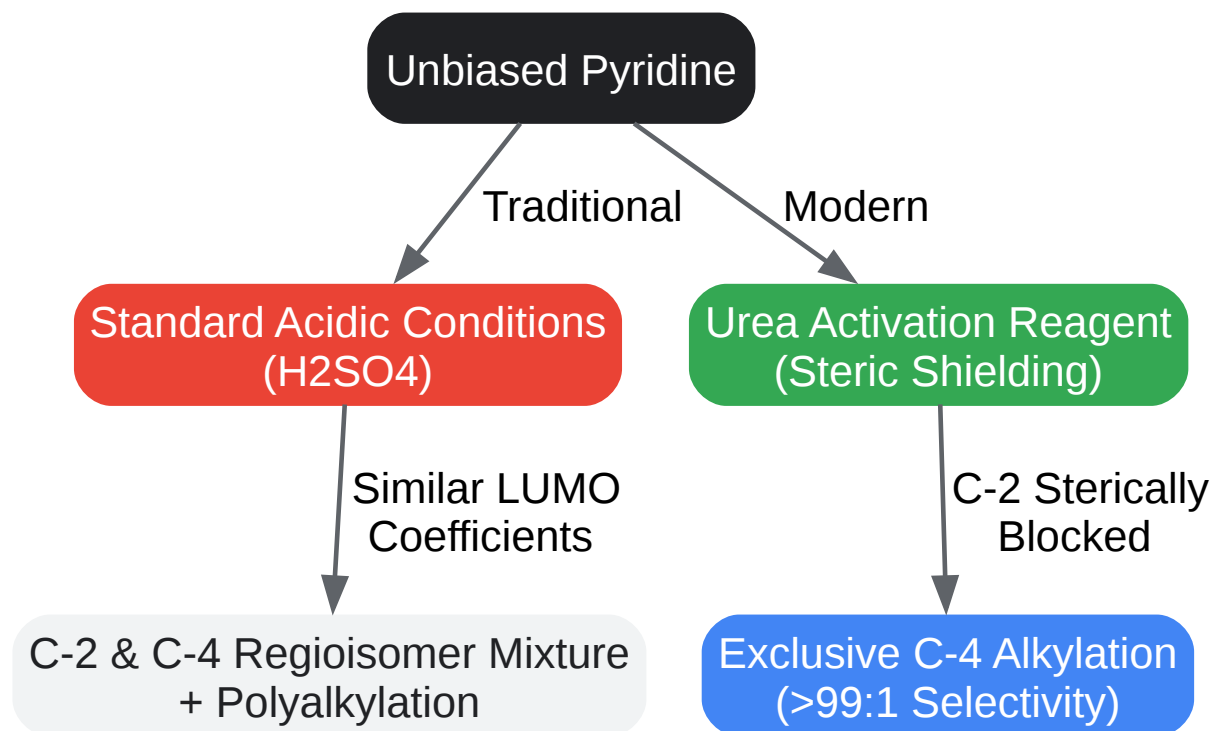 Unbiased Pyridine
Traditional
Modern
Standard Acidic Conditions
(H2SO4)
Urea Activation Reagent
(Steric Shielding)
Similar LUMO
Coefficients
C-2 Sterically
Blocked
C-2 & C-4 Regioisomer Mixture
+ Polyalkylation
Exclusive C-4 Alkylation
(>99:1 Selectivity)